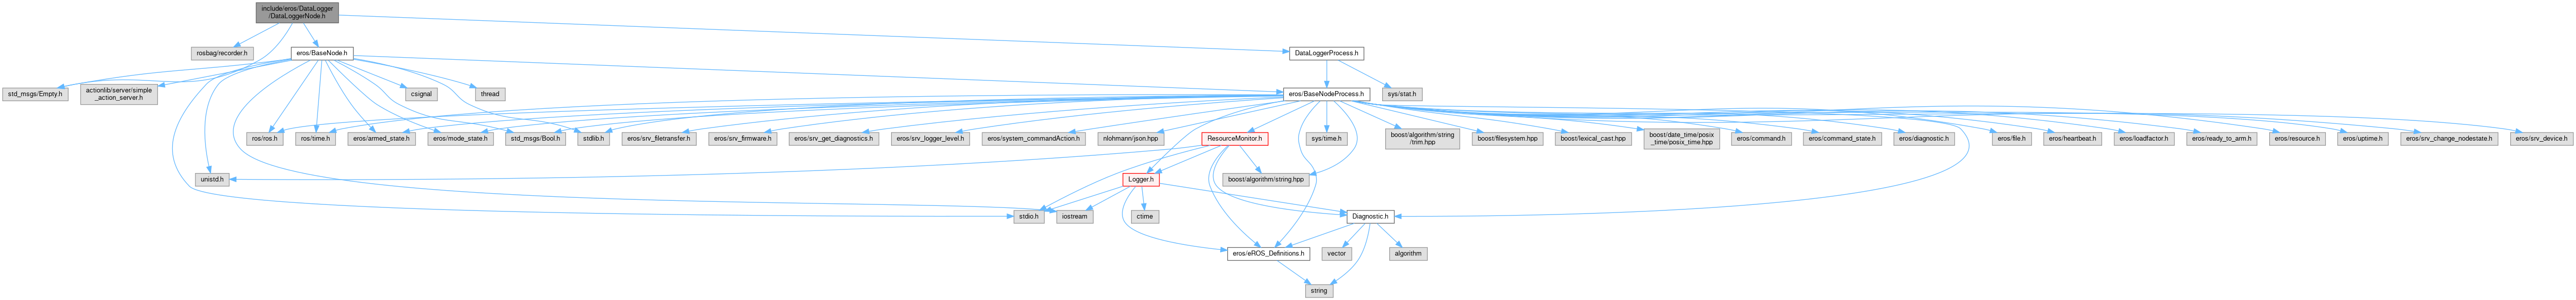 include/eros/DataLogger
/DataLoggerNode.h
rosbag/recorder.h
eros/BaseNode.h
DataLoggerProcess.h
std_msgs/Empty.h
actionlib/server/simple
_action_server.h
csignal
thread
eros/BaseNodeProcess.h
sys/stat.h
ros/ros.h
ros/time.h
eros/armed_state.h
eros/mode_state.h
std_msgs/Bool.h
stdlib.h
eros/srv_filetransfer.h
eros/srv_firmware.h
eros/srv_get_diagnostics.h
eros/srv_logger_level.h
eros/system_commandAction.h
nlohmann/json.hpp
ResourceMonitor.h
sys/time.h
boost/algorithm/string
/trim.hpp
boost/filesystem.hpp
boost/lexical_cast.hpp
boost/date_time/posix
_time/posix_time.hpp
eros/command.h
eros/command_state.h
eros/diagnostic.h
eros/file.h
eros/heartbeat.h
eros/loadfactor.h
eros/ready_to_arm.h
eros/resource.h
eros/uptime.h
eros/srv_change_nodestate.h
eros/srv_device.h
unistd.h
Logger.h
boost/algorithm/string.hpp
stdio.h
iostream
ctime
Diagnostic.h
eros/eROS_Definitions.h
vector
algorithm
string